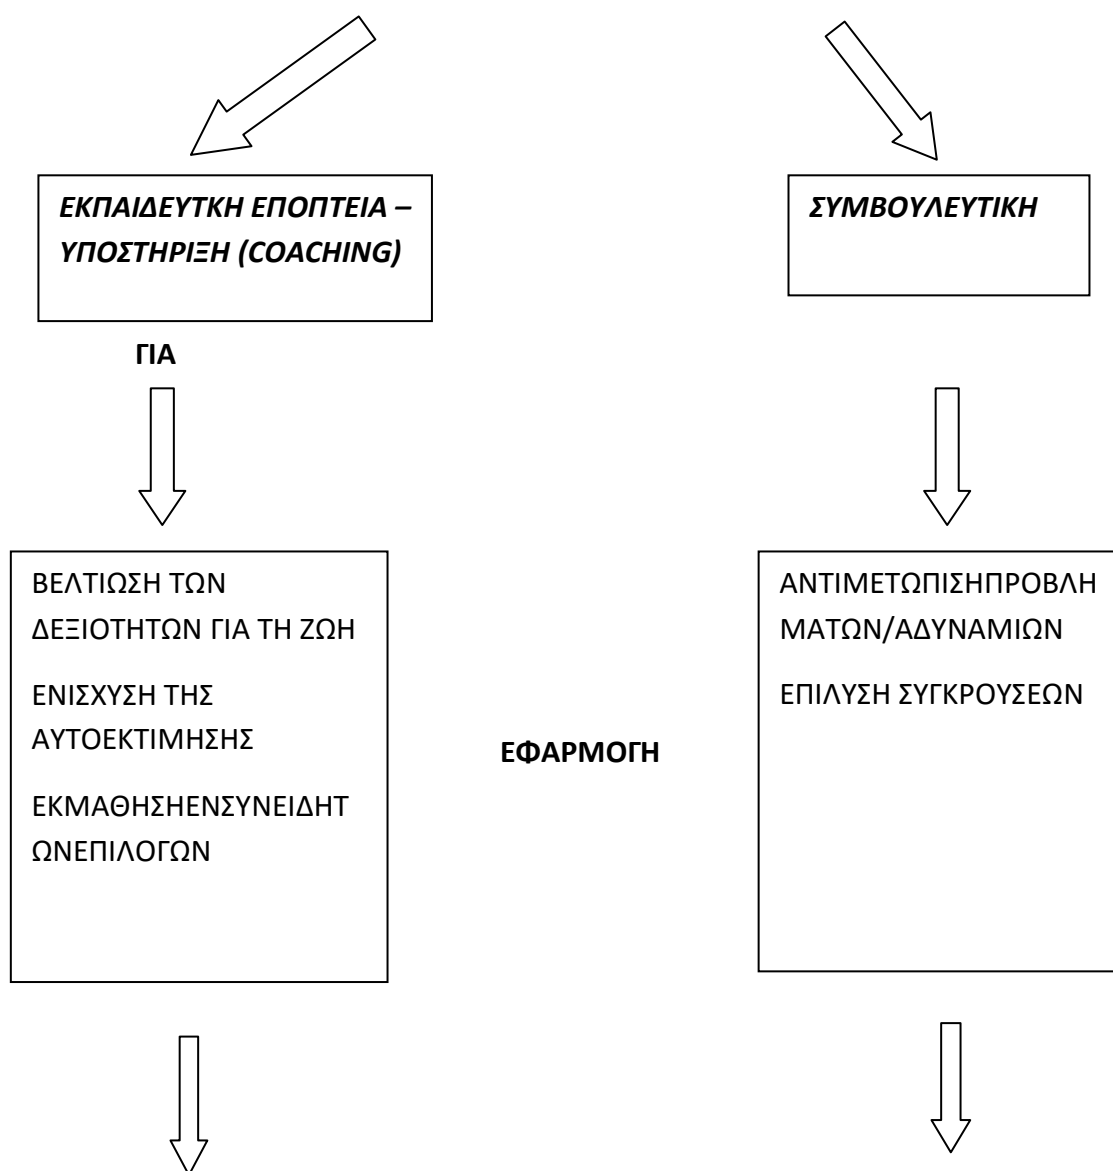 ΕΚΠΑΙΔΕΥΤΚΗ ΕΠΟΠΤΕΙΑ –
ΥΠΟΣΤΗΡΙΞΗ (COACHING)
ΣΥΜΒΟΥΛΕΥΤΙΚΗ
ΓΙΑ
ΒΕΛΤΙΩΣΗ ΤΩΝ
ΔΕΞΙΟΤΗΤΩΝ ΓΙΑ ΤΗ ΖΩΗ
ΕΝΙΣΧΥΣΗ ΤΗΣ
ΑΥΤΟΕΚΤΙΜΗΣΗΣ
ΕΚΜΑΘΗΣΗΕΝΣΥΝΕΙΔΗΤ
ΩΝΕΠΙΛΟΓΩΝ
ΕΦΑΡΜΟΓΗ
ΑΝΤΙΜΕΤΩΠΙΣΗΠΡΟΒΛΗ
ΜΑΤΩΝ/ΑΔΥΝΑΜΙΩΝ
ΕΠΙΛΥΣΗ ΣΥΓΚΡΟΥΣΕΩΝ